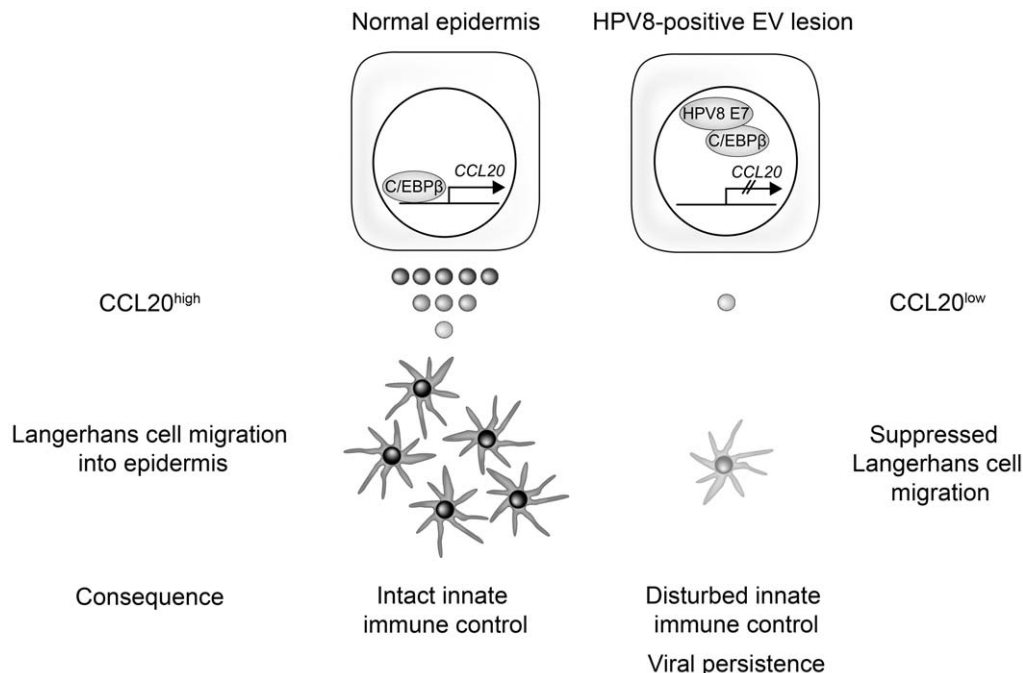 Normal epidermis
HPV8-positive EV lesion
C/EBPβ
CCL20
HPV8 E7
C/EBPβ
CCL20
CCL20high
CCL20low
Langerhans cell migration
into epidermis
Suppressed
Langerhans cell
migration
Consequence
Intact innate
immune control
Disturbed innate
immune control
Viral persistence